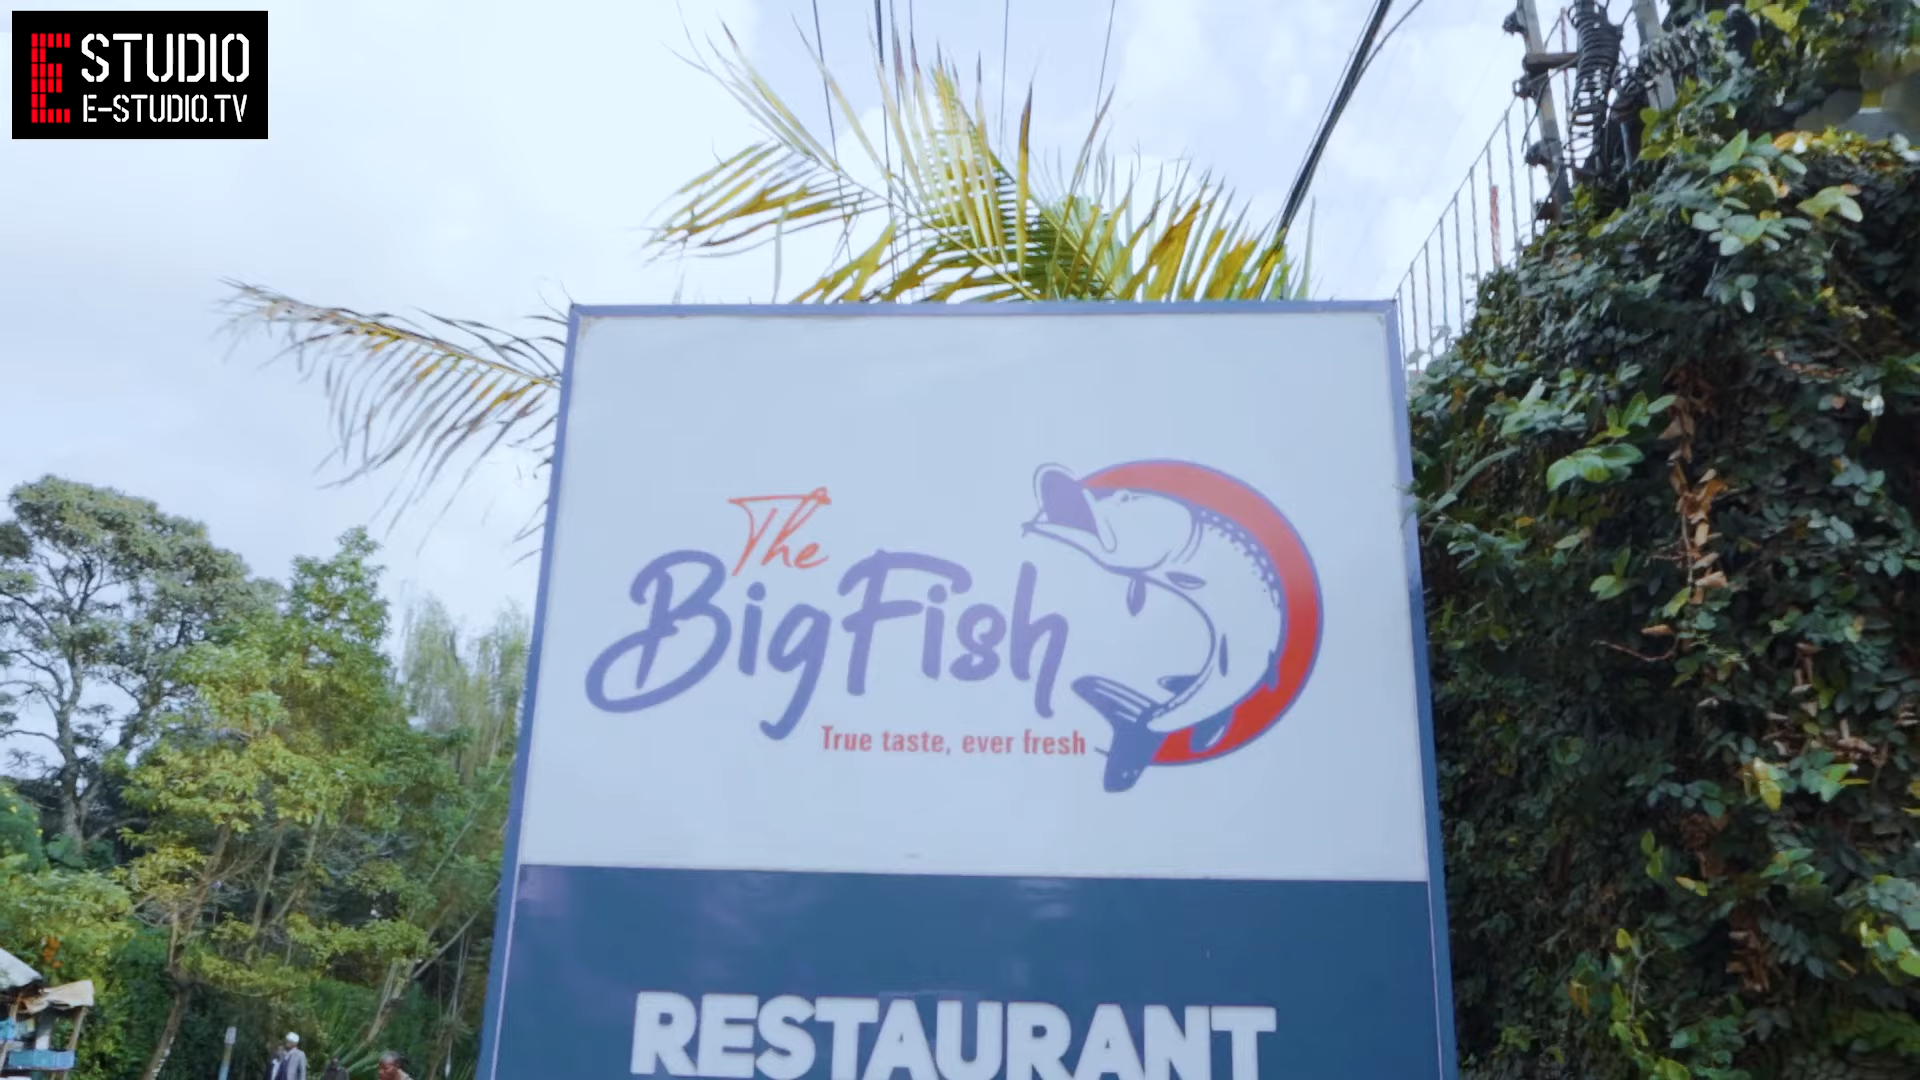 E STUDIO
E-STUDIO.TV
The
BigFish
True taste, ever fresh
RESTAURANT